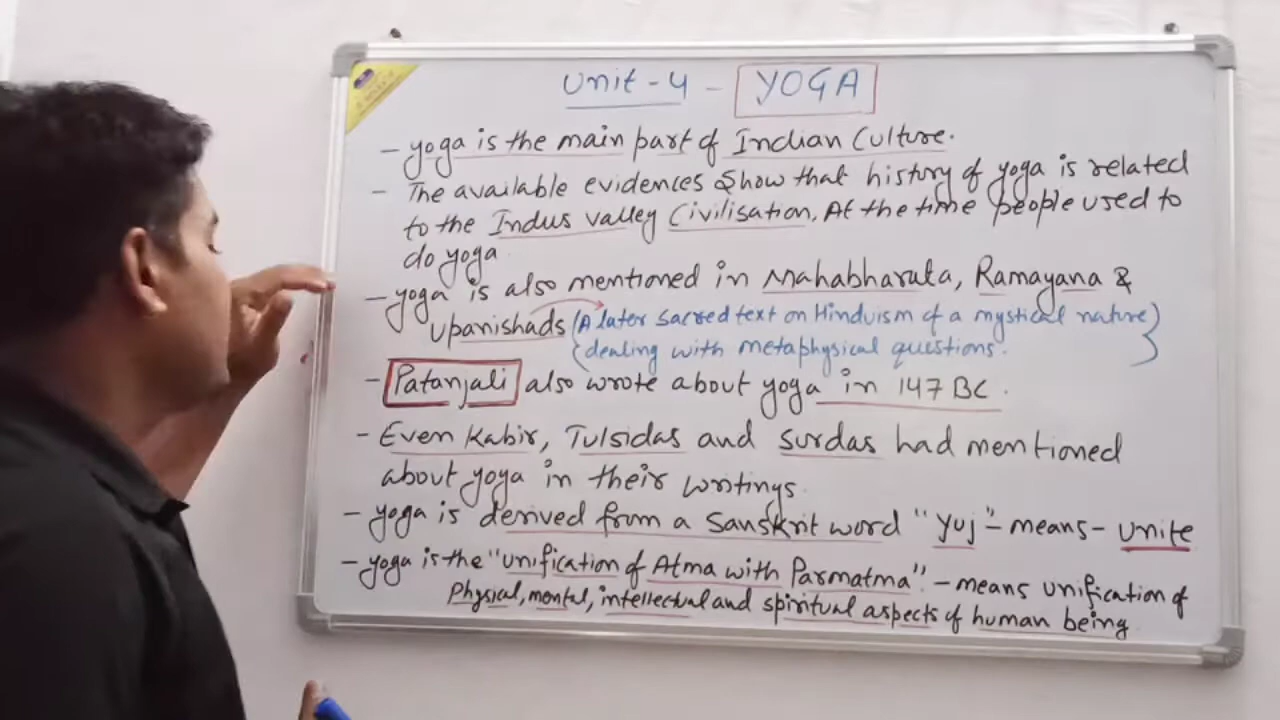 Unit-4 - YOGA
- yoga is the main part of Indian Culture.
- The available evidences show that history of yoga is related
to the Indus valley Civilisation. At the time people used to
do yoga.
- yoga is also mentioned in Mahabharata, Ramayana &
Upanishads (A later sacred text on Hinduism of a mystical nature)
(dealing with metaphysical questions.
- Patanjali also wrote about yoga in 147 BC.
- Even Kabir, Tulsidas and Surdas had mentioned
about yoga in their writings.
- yoga is derived from a Sanskrit word "Yuj" - means - unite
- yoga is the "unification of Atma with Parmatma". - means unification of
Physical, mental, intellectual and spiritual aspects of human being